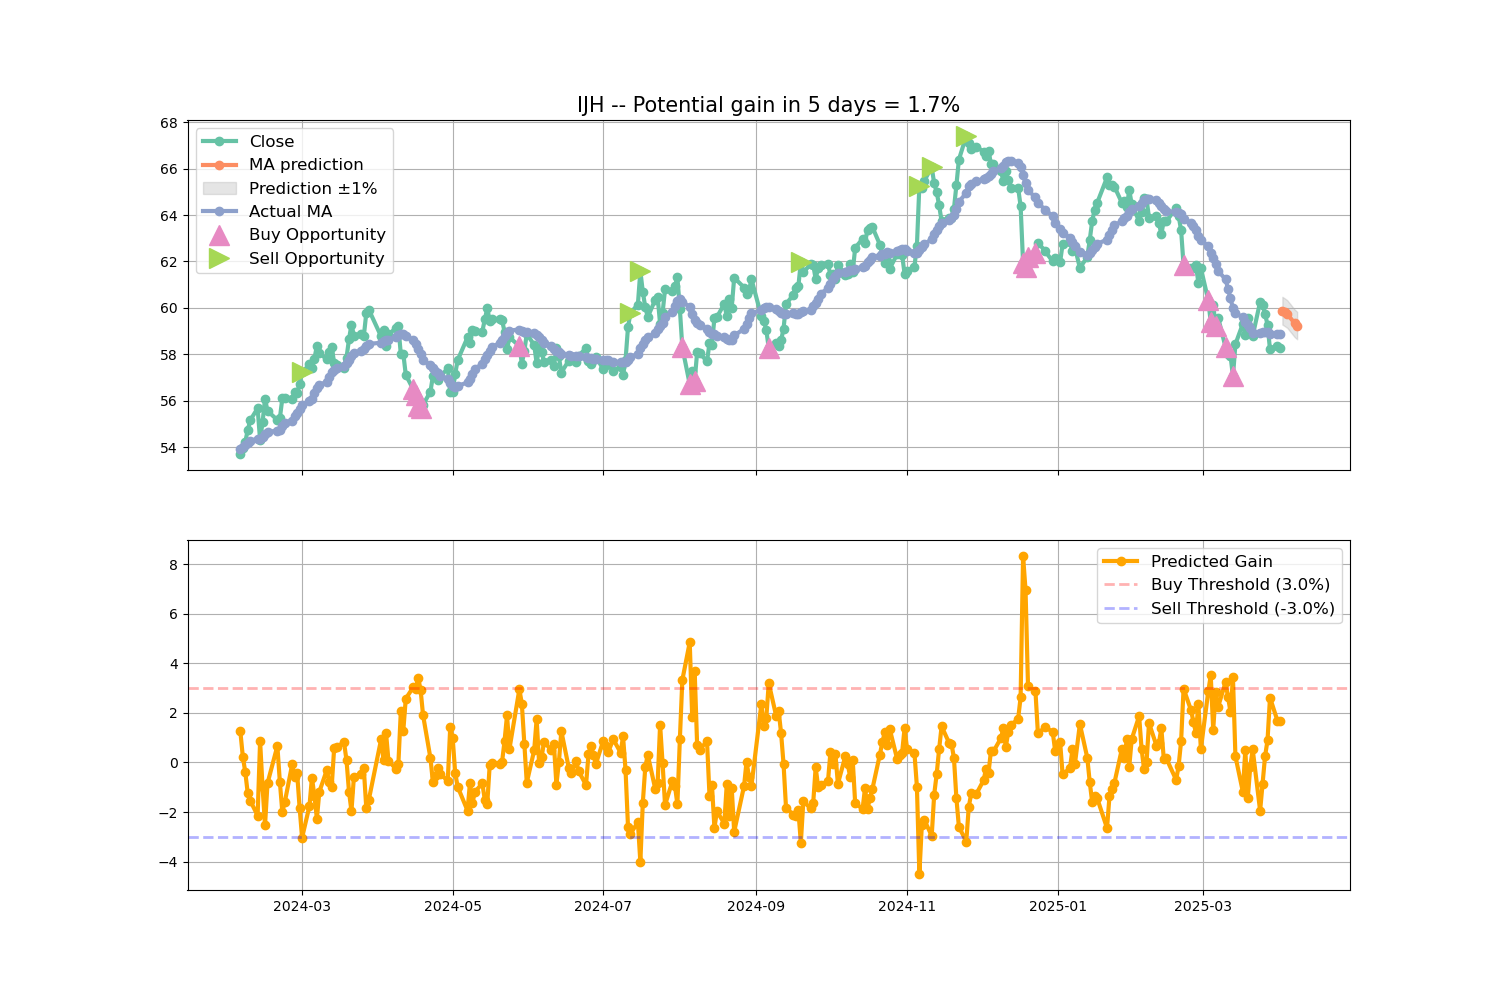 IJH -- Potential gain in 5 days = 1.7%
68
66
64
62
60
58
56
54
Close
MA prediction
Prediction ±1%
Actual MA
Buy Opportunity
Sell Opportunity
8
6
4
2
0
−2
−4
Predicted Gain
Buy Threshold (3.0%)
Sell Threshold (-3.0%)
2024-03
2024-05
2024-07
2024-09
2024-11
2025-01
2025-03